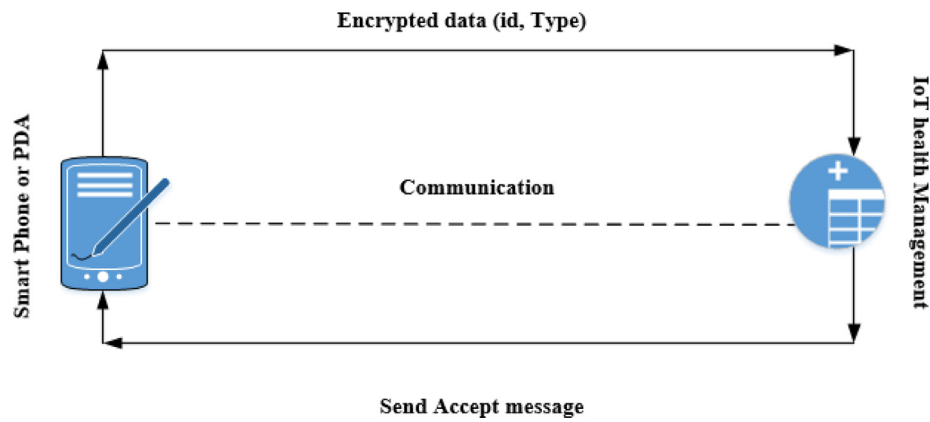 Encrypted data (id, Type)
Smart Phone or PDA
Communication
IoT health Management
Send Accept message